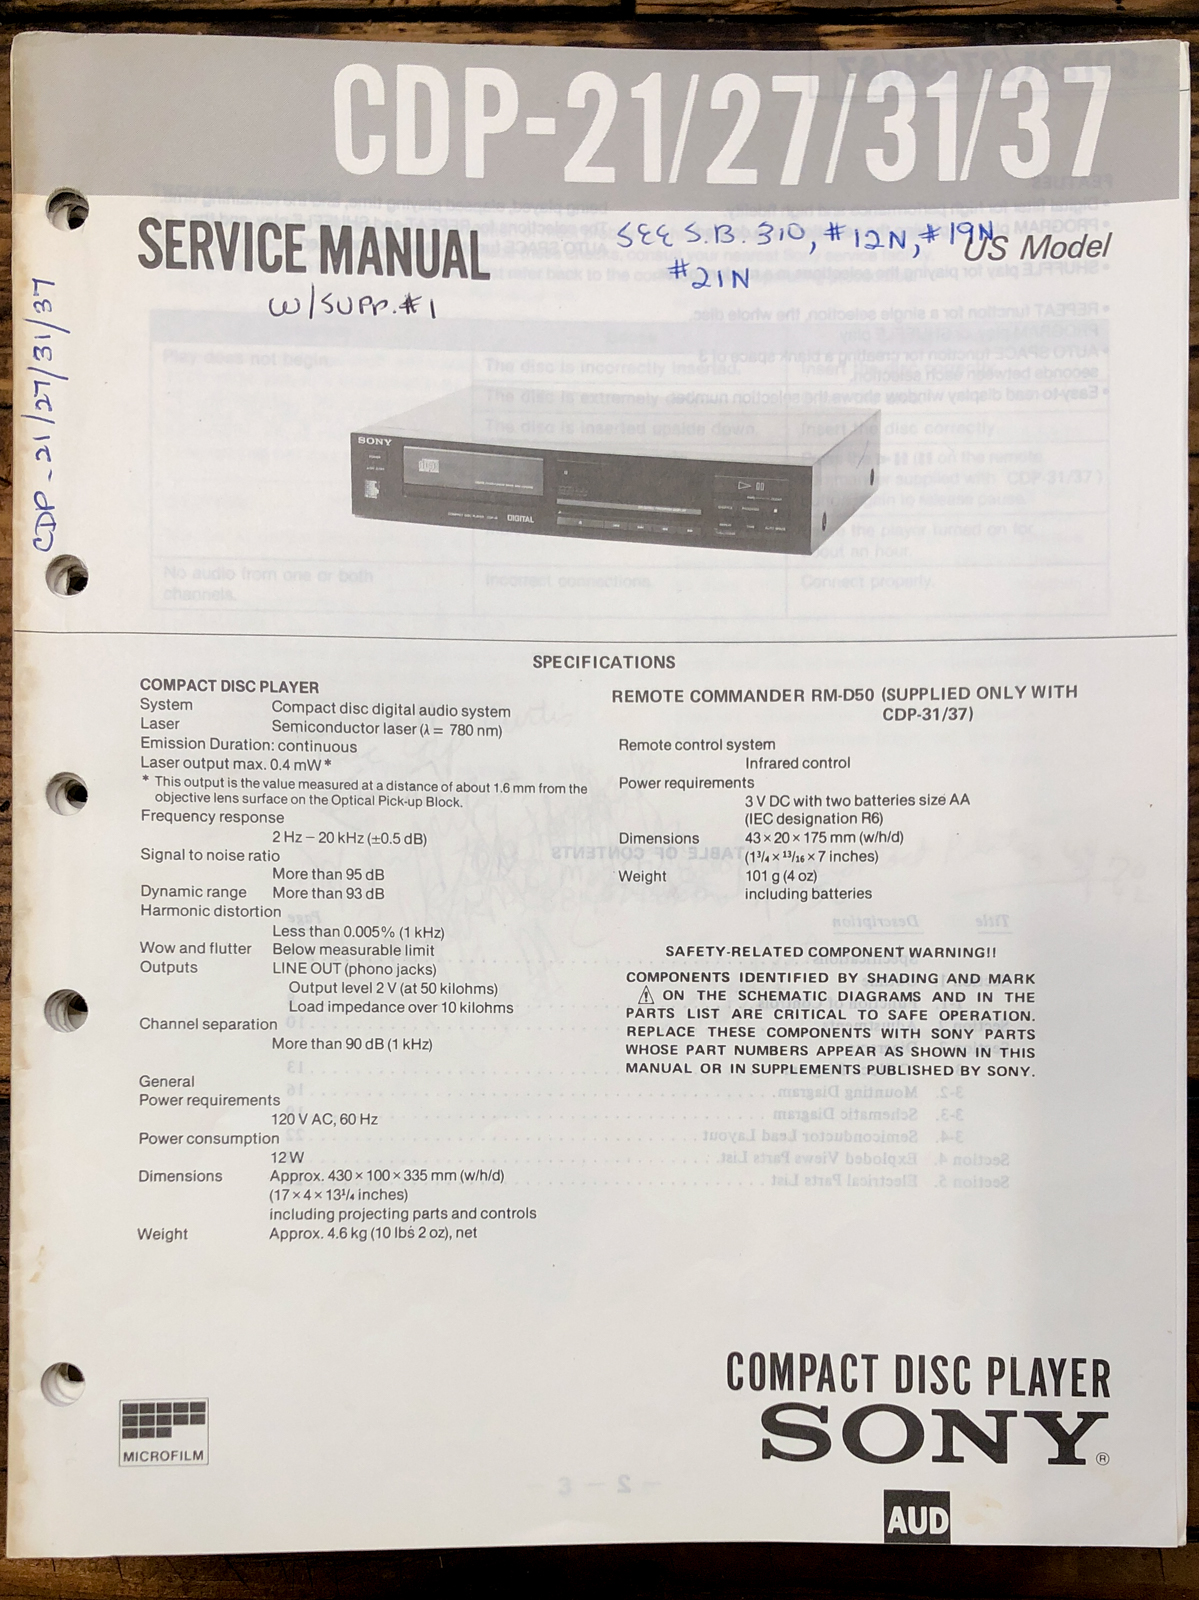 CDP-21/27/31/37
SERVICE MANUAL
SEE S.B. 310, #12N, #19N
#21N
US Model
W/SUPP.#1
CDP-21/27/31/37
SONY
DIGITAL
SPECIFICATIONS
COMPACT DISC PLAYER
System Compact disc digital audio system
Laser Semiconductor laser (λ = 780 nm)
Emission Duration: continuous
Laser output max. 0.4 mW*
* This output is the value measured at a distance of about 1.6 mm from the
objective lens surface on the Optical Pick-up Block.
Frequency response
2 Hz – 20 kHz (±0.5 dB)
Signal to noise ratio
More than 95 dB
Dynamic range More than 93 dB
Harmonic distortion
Less than 0.005% (1 kHz)
Wow and flutter Below measurable limit
Outputs LINE OUT (phono jacks)
Output level 2 V (at 50 kilohms)
Load impedance over 10 kilohms
Channel separation
More than 90 dB (1 kHz)
General
Power requirements
120 V AC, 60 Hz
Power consumption
12 W
Dimensions Approx. 430 × 100 × 335 mm (w/h/d)
(17 × 4 × 13¼ inches)
including projecting parts and controls
Weight Approx. 4.6 kg (10 lbs 2 oz), net
REMOTE COMMANDER RM-D50 (SUPPLIED ONLY WITH
CDP-31/37)
Remote control system
Infrared control
Power requirements
3 V DC with two batteries size AA
(IEC designation R6)
Dimensions 43 × 20 × 175 mm (w/h/d)
(1¾ × 13/16 × 7 inches)
Weight 101 g (4 oz)
including batteries
SAFETY-RELATED COMPONENT WARNING!!
COMPONENTS IDENTIFIED BY SHADING AND MARK
⚠ ON THE SCHEMATIC DIAGRAMS AND IN THE
PARTS LIST ARE CRITICAL TO SAFE OPERATION.
REPLACE THESE COMPONENTS WITH SONY PARTS
WHOSE PART NUMBERS APPEAR AS SHOWN IN THIS
MANUAL OR IN SUPPLEMENTS PUBLISHED BY SONY.
COMPACT DISC PLAYER
SONY®
MICROFILM
AUD